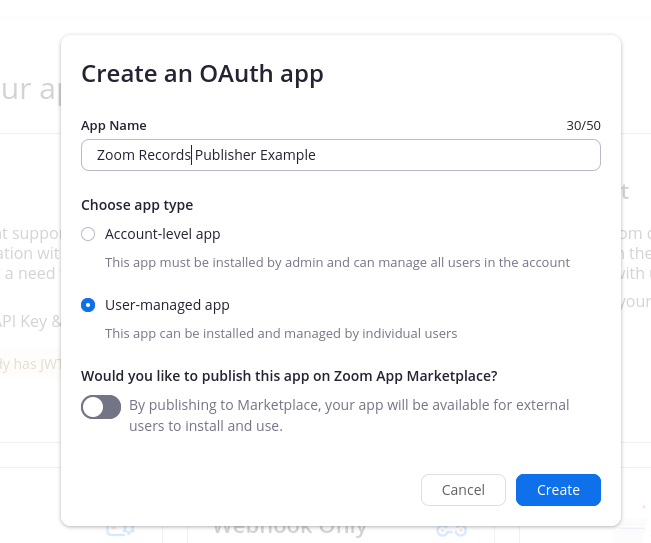 Create an OAuth app
App Name
30/50
Zoom Records Publisher Example
Choose app type
Account-level app
This app must be installed by admin and can manage all users in the account
User-managed app
This app can be installed and managed by individual users
Would you like to publish this app on Zoom App Marketplace?
By publishing to Marketplace, your app will be available for external
users to install and use.
Cancel
Create
Webhook Only